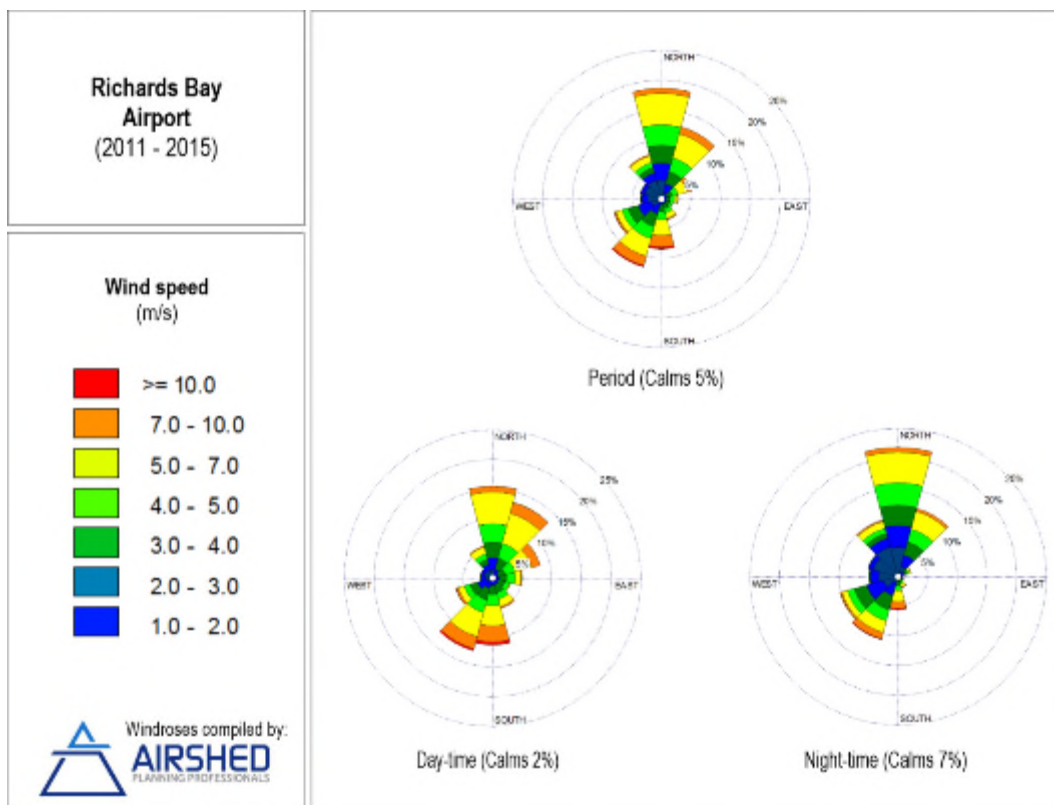 Richards Bay
Airport
(2011 - 2015)
Wind speed
(m/s)
>= 10.0
7.0 - 10.0
5.0 - 7.0
4.0 - 5.0
3.0 - 4.0
2.0 - 3.0
1.0 - 2.0
Windroses compiled by:
AIRSHED
PLANNING PROFESSIONALS
NORTH
20%
15%
10%
5%
WEST
EAST
SOUTH
Period (Calms 5%)
NORTH
25%
20%
15%
10%
5%
WEST
EAST
SOUTH
Day-time (Calms 2%)
NORTH
20%
15%
10%
5%
WEST
EAST
SOUTH
Night-time (Calms 7%)